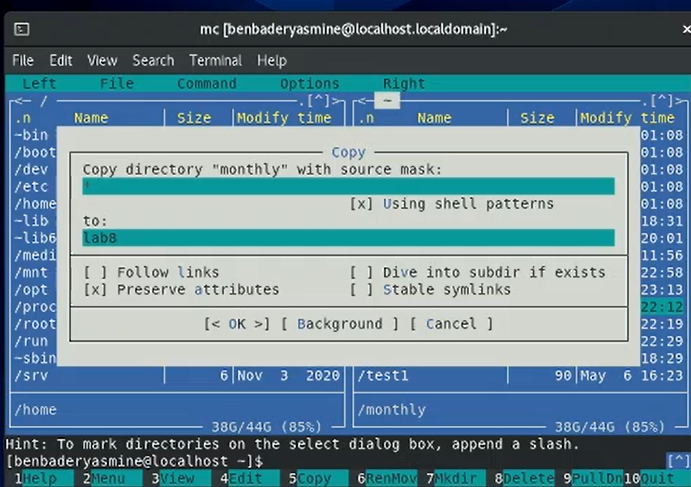 mc [benbaderyasmine@localhost.localdomain]:~
File Edit View Search Terminal Help
Left File Command Options Right
<─ / .[^]> <─ ~ .[^]>
.n Name Size Modify time .n Name Size Modify time
~bin 01:08
/boot 01:08
/dev 01:08
/etc 01:08
/home 01:08
~lib 18:31
~lib6 20:01
/medi 11:56
/mnt 22:58
/opt 23:13
/proc 22:12
/root 22:19
/run 22:29
~sbin 18:29
/srv 6 Nov 3 2020 /test1 90 May 6 16:23
Copy
Copy directory "monthly" with source mask:
*
[x] Using shell patterns
to:
lab8
[ ] Follow links [ ] Dive into subdir if exists
[x] Preserve attributes [ ] Stable symlinks
[< OK >] [ Background ] [ Cancel ]
/home /monthly
38G/44G (85%) 38G/44G (85%)
Hint: To mark directories on the select dialog box, append a slash.
[benbaderyasmine@localhost ~]$ [^]
1Help 2Menu 3View 4Edit 5Copy 6RenMov 7Mkdir 8Delete 9PullDn 10Quit